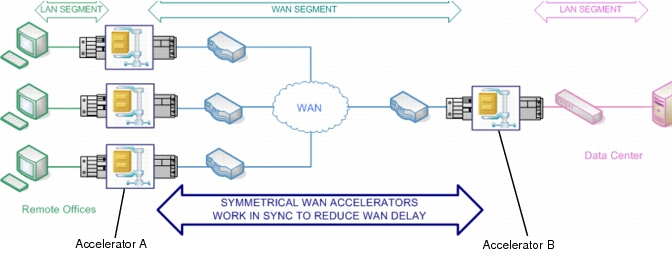 LAN SEGMENT
WAN SEGMENT
LAN SEGMENT
WAN
Data Center
SYMMETRICAL WAN ACCELERATORS
WORK IN SYNC TO REDUCE WAN DELAY
Remote Offices
Accelerator A
Accelerator B